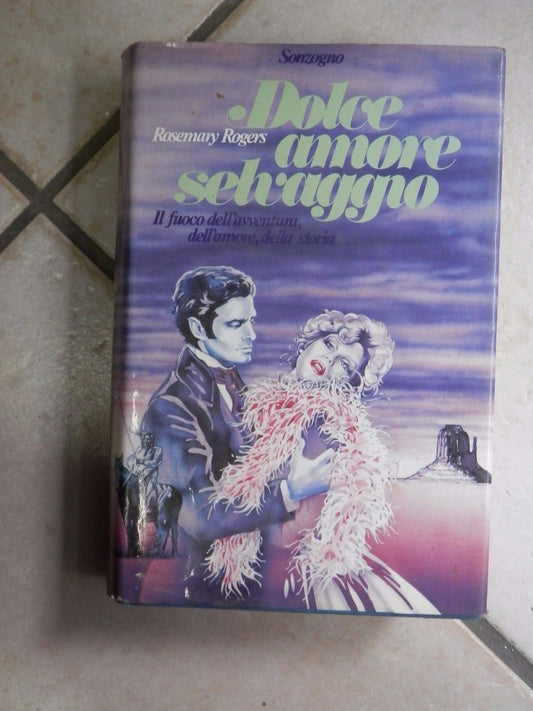 Sonzogno
Dolce
Rosemary Rogers
amore
selvaggio
Il fuoco dell'avventura,
dell'amore, della storia